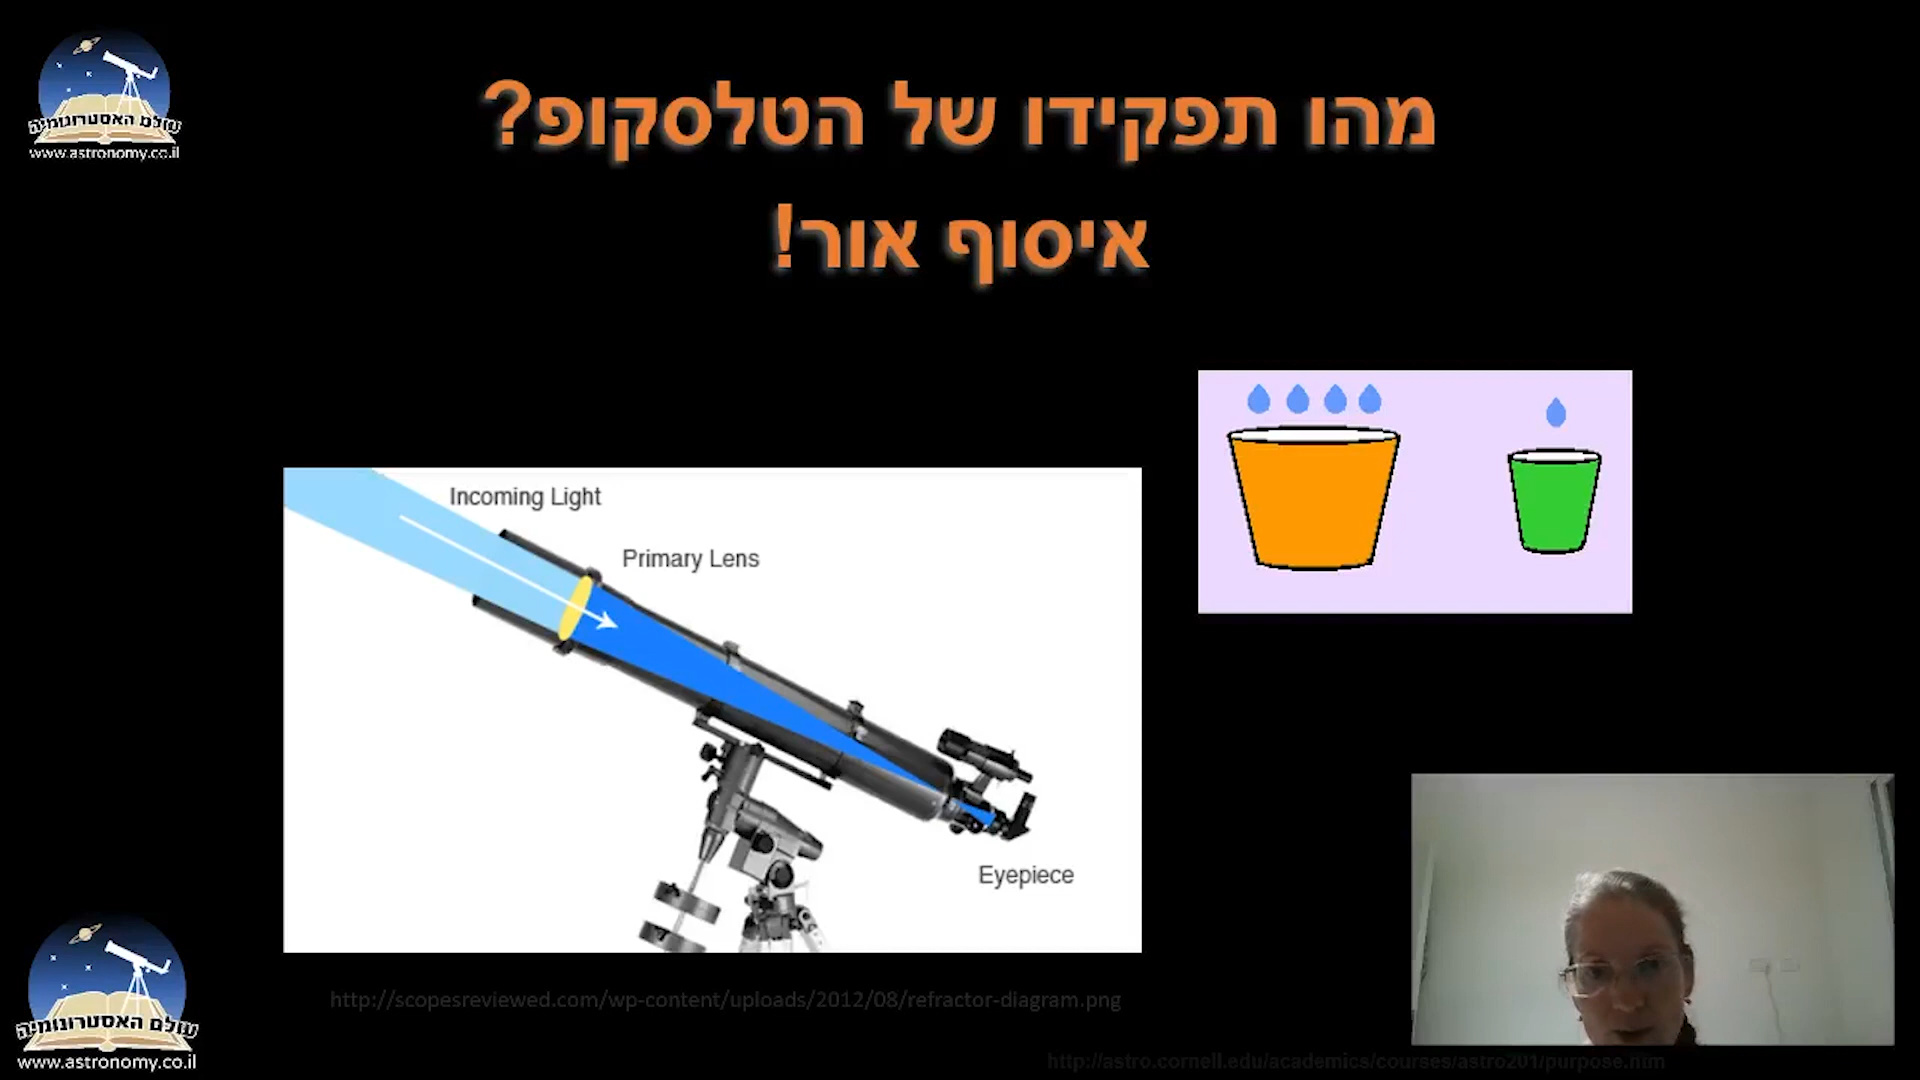 עולם האסטרונומיה
www.astronomy.co.il
מהו תפקידו של הטלסקופ?
איסוף אור!
Incoming Light
Primary Lens
Eyepiece
http://scopesreviewed.com/wp-content/uploads/2012/08/refractor-diagram.png
http://astro.cornell.edu/academics/courses/astro201/purpose.htm
עולם האסטרונומיה
www.astronomy.co.il